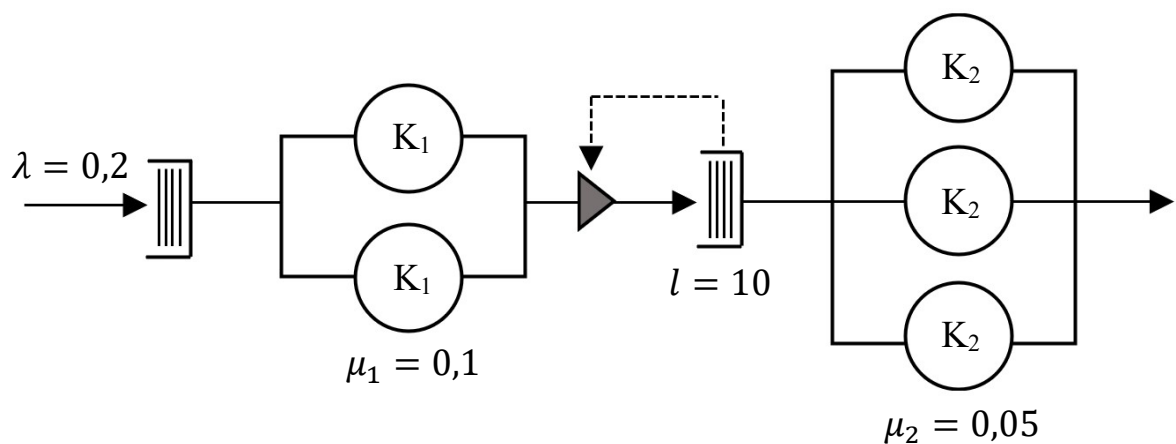 λ = 0,2
K₁
K₁
μ₁ = 0,1
l = 10
K₂
K₂
K₂
μ₂ = 0,05